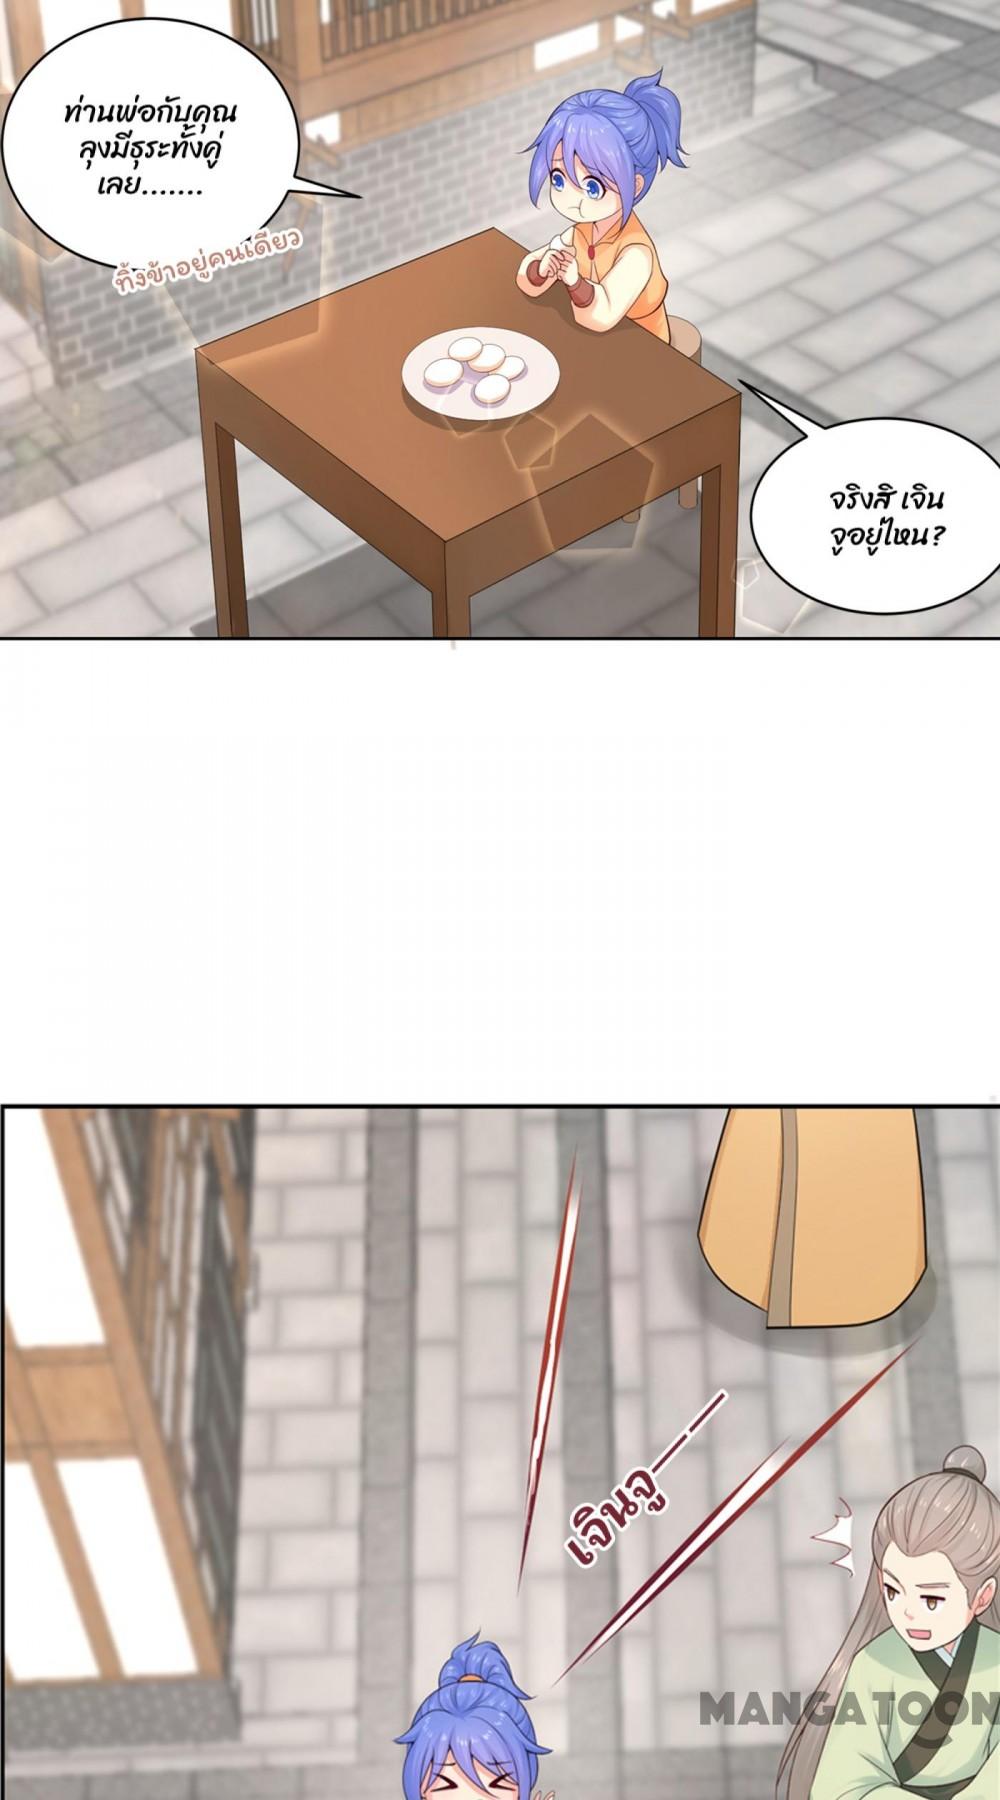 ท่านพ่อกับคุณ
ลุงมีธุระทั้งคู่
เลย.......
ทิ้งข้าอยู่คนเดียว
จริงสิ เจิน
จูอยู่ไหน?
เจินจู——
MANGATOON